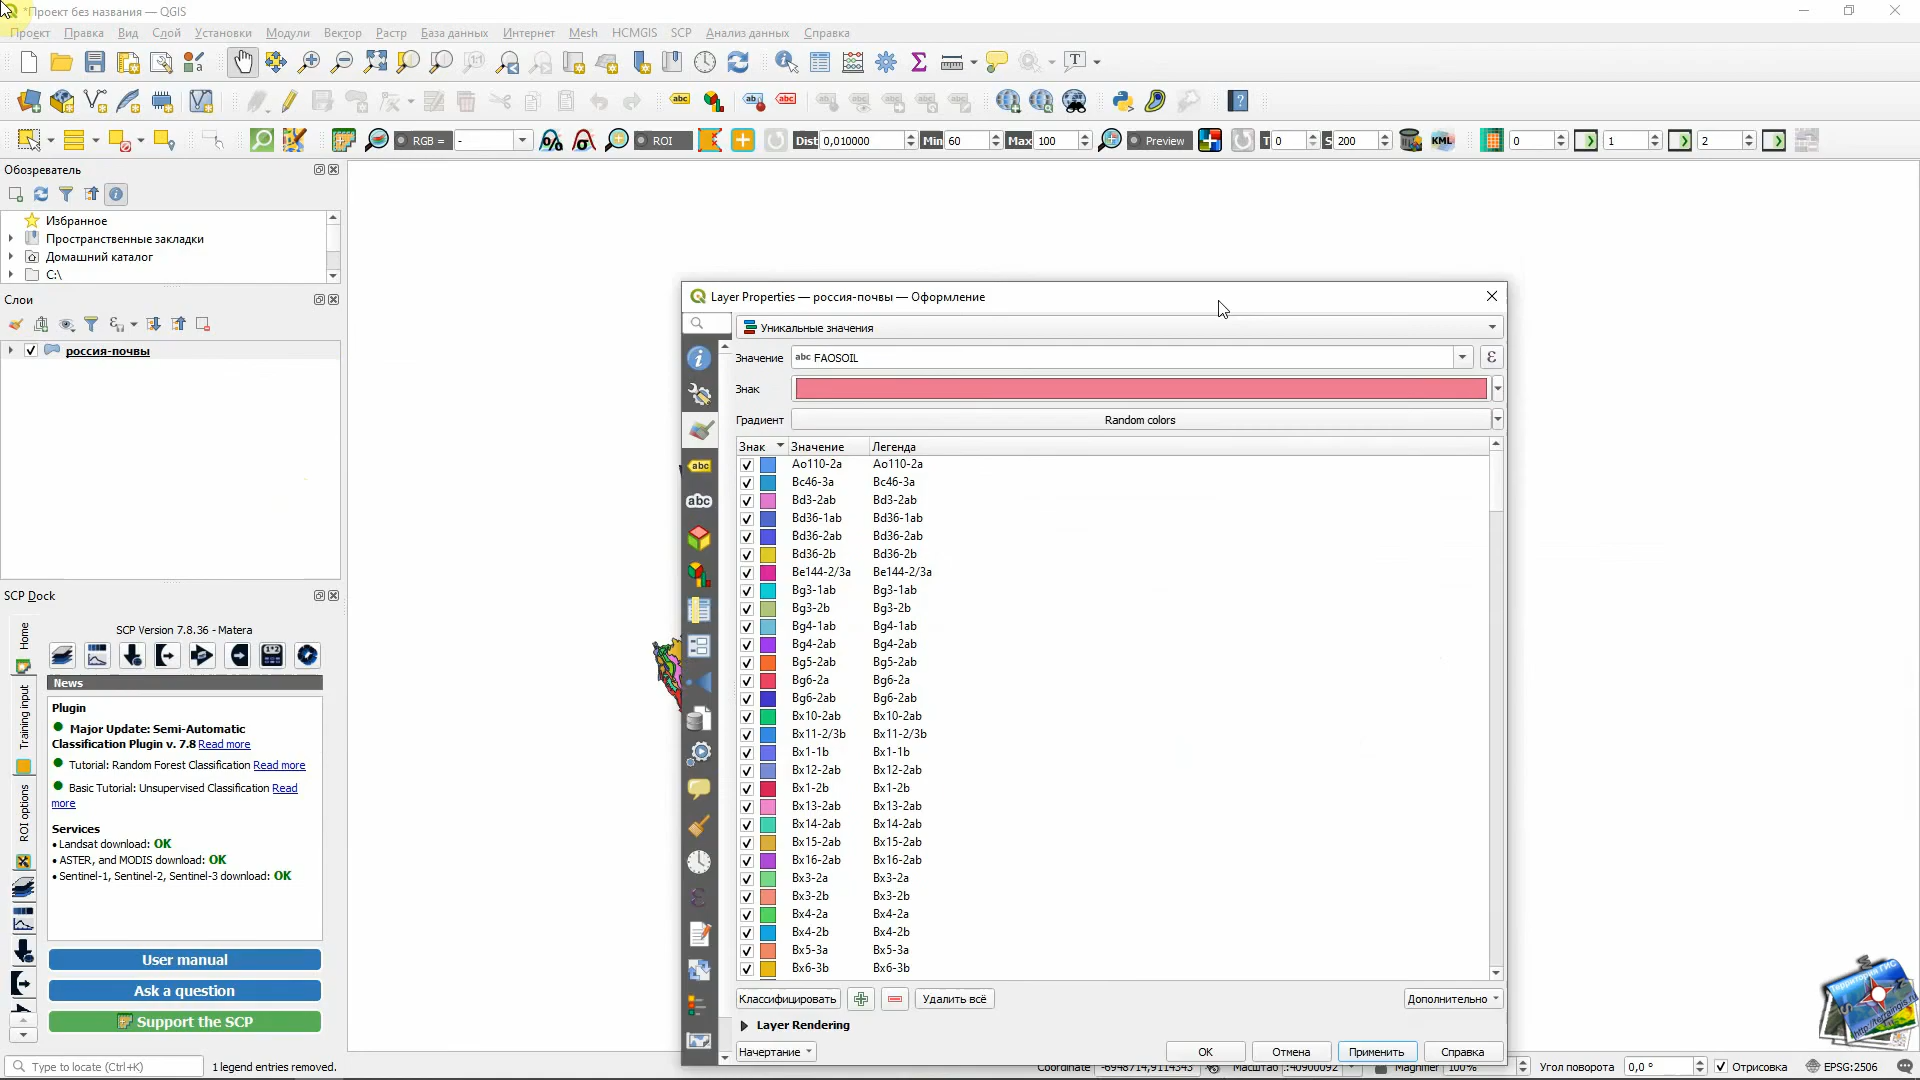 *Проект без названия — QGIS
Проект Правка Вид Слой Установки Модули Вектор Растр База данных Интернет Mesh HCMGIS SCP Анализ данных Справка
RGB = - ROI Dist 0,010000 Min 60 Max 100 Preview T 0 S 200 KML 0 1 2
Обозреватель
Избранное
Пространственные закладки
Домашний каталог
C:\
Слои
россия-почвы
SCP Dock
Home
Training input
ROI options
SCP Version 7.8.36 - Matera
News
Plugin
Major Update: Semi-Automatic
Classification Plugin v. 7.8 Read more
Tutorial: Random Forest Classification Read more
Basic Tutorial: Unsupervised Classification Read
more
Services
• Landsat download: OK
• ASTER, and MODIS download: OK
• Sentinel-1, Sentinel-2, Sentinel-3 download: OK
User manual
Ask a question
Support the SCP
Layer Properties — россия-почвы — Оформление
Уникальные значения
Значение abc FAOSOIL
Знак
Градиент Random colors
Знак Значение Легенда
Ao110-2a Ao110-2a
Bc46-3a Bc46-3a
Bd3-2ab Bd3-2ab
Bd36-1ab Bd36-1ab
Bd36-2ab Bd36-2ab
Bd36-2b Bd36-2b
Be144-2/3a Be144-2/3a
Bg3-1ab Bg3-1ab
Bg3-2b Bg3-2b
Bg4-1ab Bg4-1ab
Bg4-2ab Bg4-2ab
Bg5-2ab Bg5-2ab
Bg6-2a Bg6-2a
Bg6-2ab Bg6-2ab
Bx10-2ab Bx10-2ab
Bx11-2/3b Bx11-2/3b
Bx1-1b Bx1-1b
Bx12-2ab Bx12-2ab
Bx1-2b Bx1-2b
Bx13-2ab Bx13-2ab
Bx14-2ab Bx14-2ab
Bx15-2ab Bx15-2ab
Bx16-2ab Bx16-2ab
Bx3-2a Bx3-2a
Bx3-2b Bx3-2b
Bx4-2a Bx4-2a
Bx4-2b Bx4-2b
Bx5-3a Bx5-3a
Bx6-3b Bx6-3b
Классифицировать Удалить всё Дополнительно
Layer Rendering
Начертание OK Отмена Применить Справка
Type to locate (Ctrl+K) 1 legend entries removed. Coordinate -6948714,9114343 Масштаб :40900092 Magnifier 100% Угол поворота 0,0 ° Отрисовка EPSG:2506
Территория ГИС